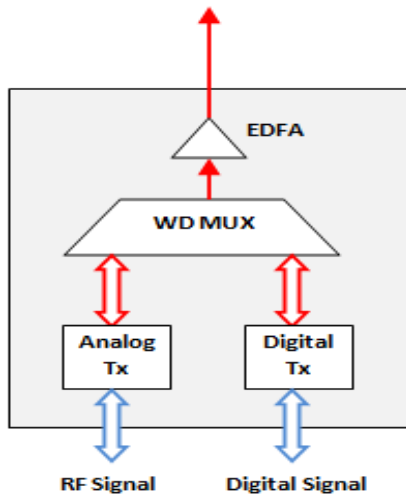 EDFA
WD MUX
Analog
Tx
Digital
Tx
RF Signal
Digital Signal